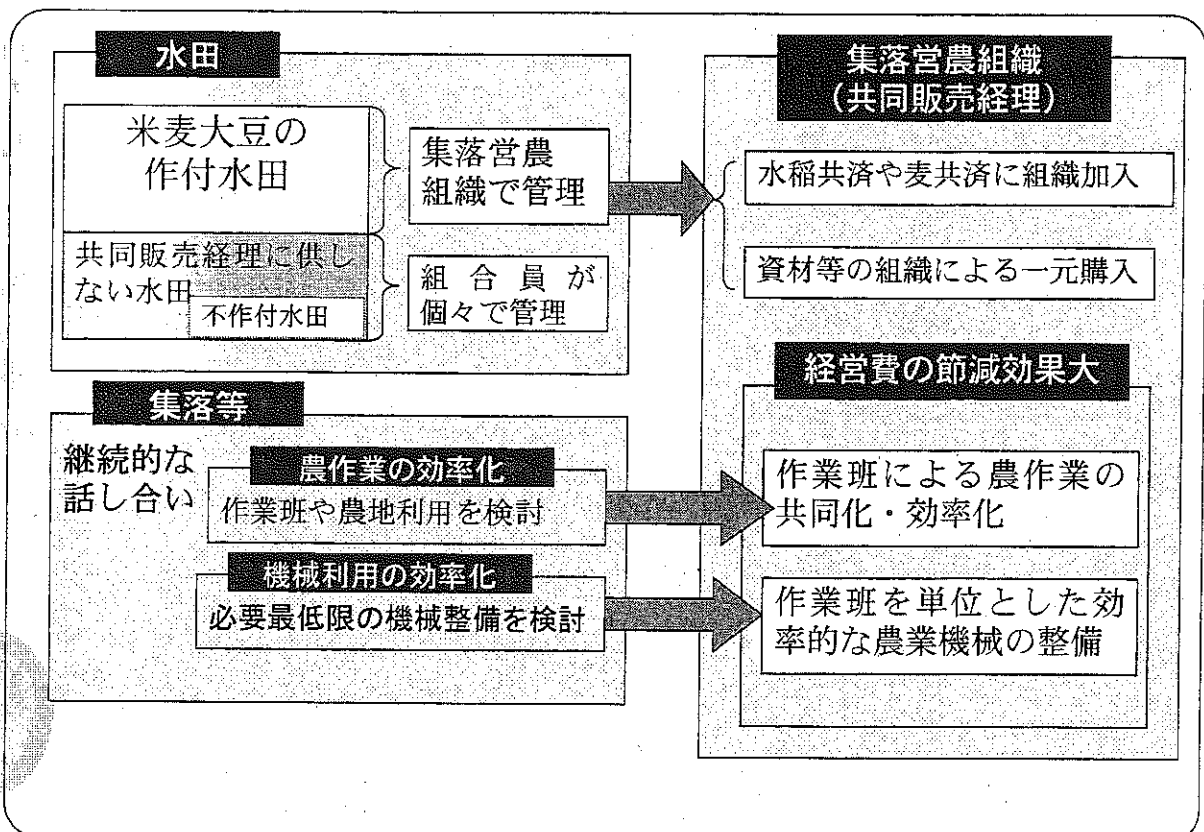 水田
米麦大豆の
作付水田
集落営農
組織で管理
共同販売経理に供し
ない水田
不作付水田
組合員が
個々で管理
集落営農組織
(共同販売経理)
水稲共済や麦共済に組織加入
資材等の組織による一元購入
集落等
継続的な
話し合い
農作業の効率化
作業班や農地利用を検討
機械利用の効率化
必要最低限の機械整備を検討
経営費の節減効果大
作業班による農作業の
共同化・効率化
作業班を単位とした効
率的な農業機械の整備